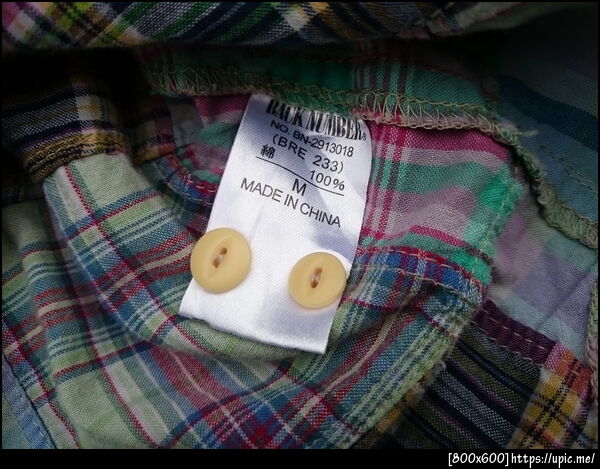 BACK NUMBER®
NO. BN-2913018
(BRE 233)
綿 100%
M
MADE IN CHINA
[800x600]https://upic.me/